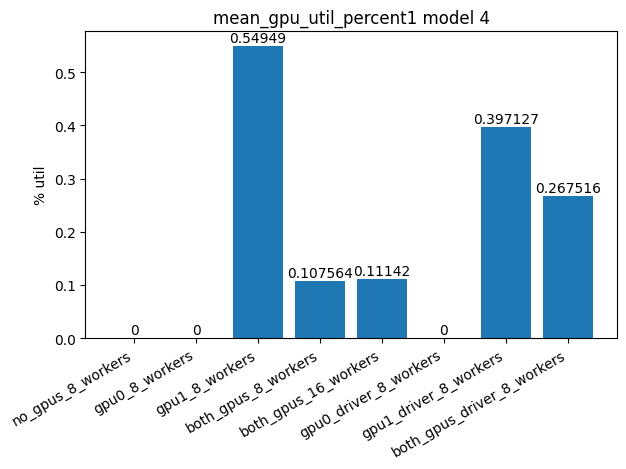 mean_gpu_util_percent1 model 4
0.54949
0.5
0.397127
0.4
% util
0.3
0.267516
0.2
0.107564
0.11142
0.1
0
0
0
0.0
no_gpus_8_workers
gpu0_8_workers
gpu1_8_workers
both_gpus_8_workers
both_gpus_16_workers
gpu0_driver_8_workers
gpu1_driver_8_workers
both_gpus_driver_8_workers